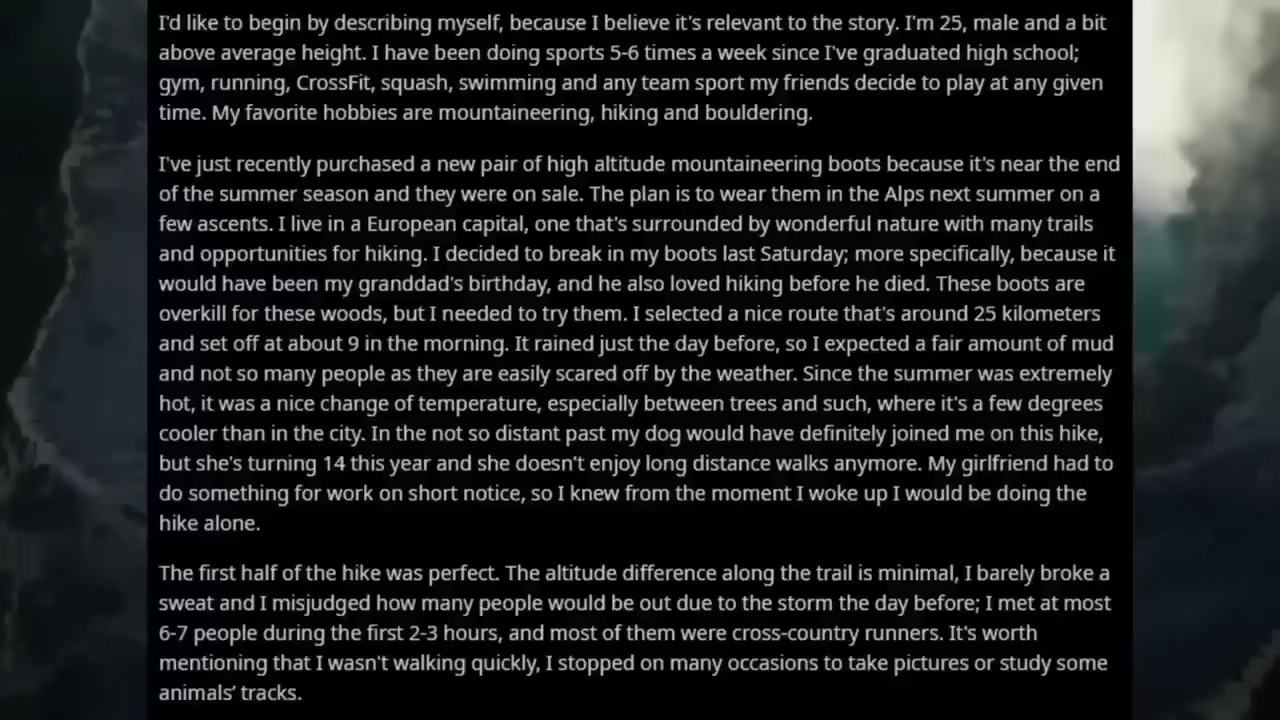 I'd like to begin by describing myself, because I believe it's relevant to the story. I'm 25, male and a bit
above average height. I have been doing sports 5-6 times a week since I've graduated high school;
gym, running, CrossFit, squash, swimming and any team sport my friends decide to play at any given
time. My favorite hobbies are mountaineering, hiking and bouldering.
I've just recently purchased a new pair of high altitude mountaineering boots because it's near the end
of the summer season and they were on sale. The plan is to wear them in the Alps next summer on a
few ascents. I live in a European capital, one that's surrounded by wonderful nature with many trails
and opportunities for hiking. I decided to break in my boots last Saturday; more specifically, because it
would have been my granddad's birthday, and he also loved hiking before he died. These boots are
overkill for these woods, but I needed to try them. I selected a nice route that's around 25 kilometers
and set off at about 9 in the morning. It rained just the day before, so I expected a fair amount of mud
and not so many people as they are easily scared off by the weather. Since the summer was extremely
hot, it was a nice change of temperature, especially between trees and such, where it's a few degrees
cooler than in the city. In the not so distant past my dog would have definitely joined me on this hike,
but she's turning 14 this year and she doesn't enjoy long distance walks anymore. My girlfriend had to
do something for work on short notice, so I knew from the moment I woke up I would be doing the
hike alone.
The first half of the hike was perfect. The altitude difference along the trail is minimal, I barely broke a
sweat and I misjudged how many people would be out due to the storm the day before; I met at most
6-7 people during the first 2-3 hours, and most of them were cross-country runners. It's worth
mentioning that I wasn't walking quickly, I stopped on many occasions to take pictures or study some
animals’ tracks.